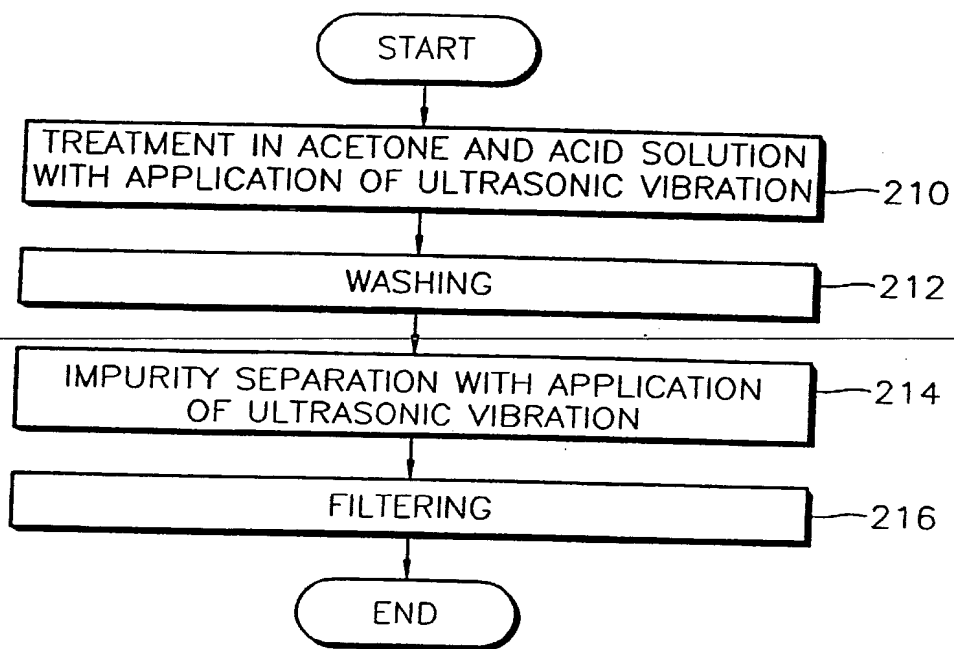 START
TREATMENT IN ACETONE AND ACID SOLUTION
WITH APPLICATION OF ULTRASONIC VIBRATION
210
WASHING
212
IMPURITY SEPARATION WITH APPLICATION
OF ULTRASONIC VIBRATION
214
FILTERING
216
END